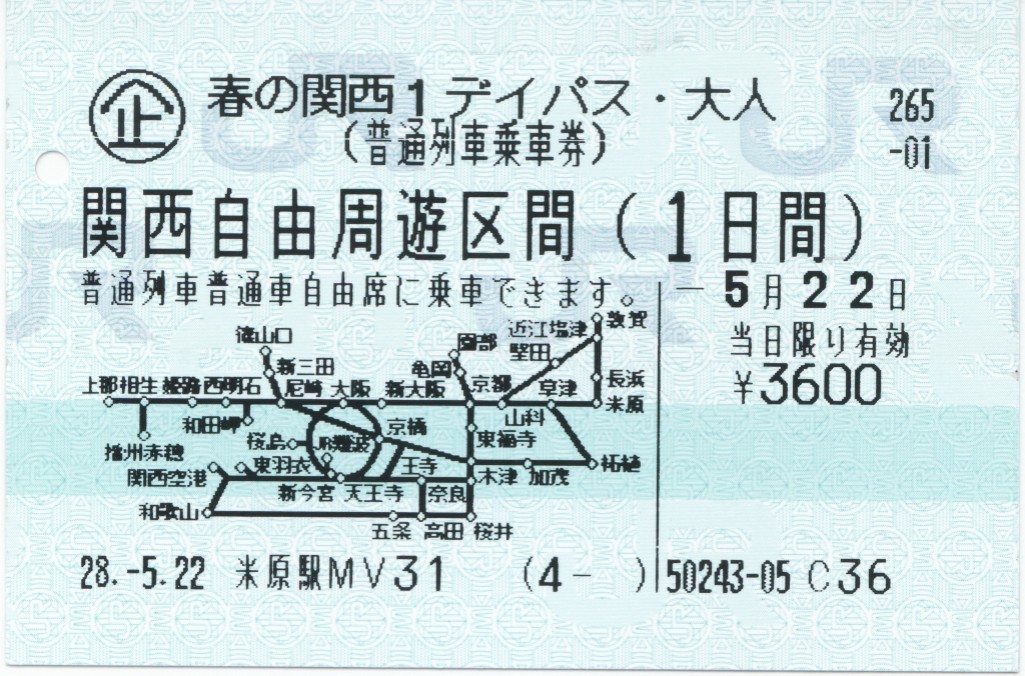 企 春の関西1デイパス・大人 265
(普通列車乗車券) -01
関西自由周遊区間(1日間)
普通列車普通車自由席に乗車できます。
- 5月22日
当日限り有効
¥3600
篠山口 園部 近江塩津 敦賀
新三田 亀岡 堅田
上郡 相生 姫路 西明石 尼崎 大阪 新大阪 京都 草津 長浜
和田岬 京橋 山科 米原
播州赤穂 桜島 JR難波 東福寺
関西空港 東羽衣 王寺 木津 加茂 柘植
新今宮 天王寺 奈良
和歌山
五条 高田 桜井
28.-5.22 米原駅MV31 (4- ) 50243-05 C36